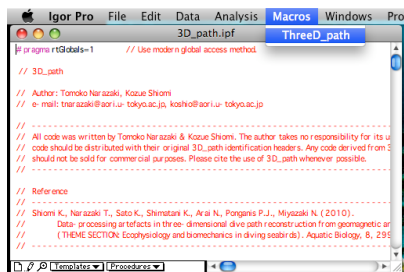 Igor Pro File Edit Data Analysis Macros Windows Pro
3D_path.ipf
ThreeD_path
#pragma rtGlobals=1 // Use modern global access method.
// 3D_path
// Author: Tomoko Narazaki, Kozue Shiomi
// e- mail: tnarazaki@aori.u- tokyo.ac.jp, koshio@aori.u- tokyo.ac.jp
// ---
// All code was written by Tomoko Narazaki & Kozue Shiomi. The author takes no responsibility for its u
// code should be distributed with their original 3D_path identification headers. Any code derived from 3
// should not be sold for commercial purposes. Please cite the use of 3D_path whenever possible.
// ---
// Reference
// Shiomi K., Narazaki T., Sato K., Shimatani K., Arai N., Ponganis P.J., Miyazaki N. ( 2010).
// Data- processing artefacts in three- dimensional dive path reconstruction from geomagnetic ar
// ( THEME SECTION: Ecophysiology and biomechanics in diving seabirds) . Aquatic Biology, 8, 299
// ---
Templates Procedures